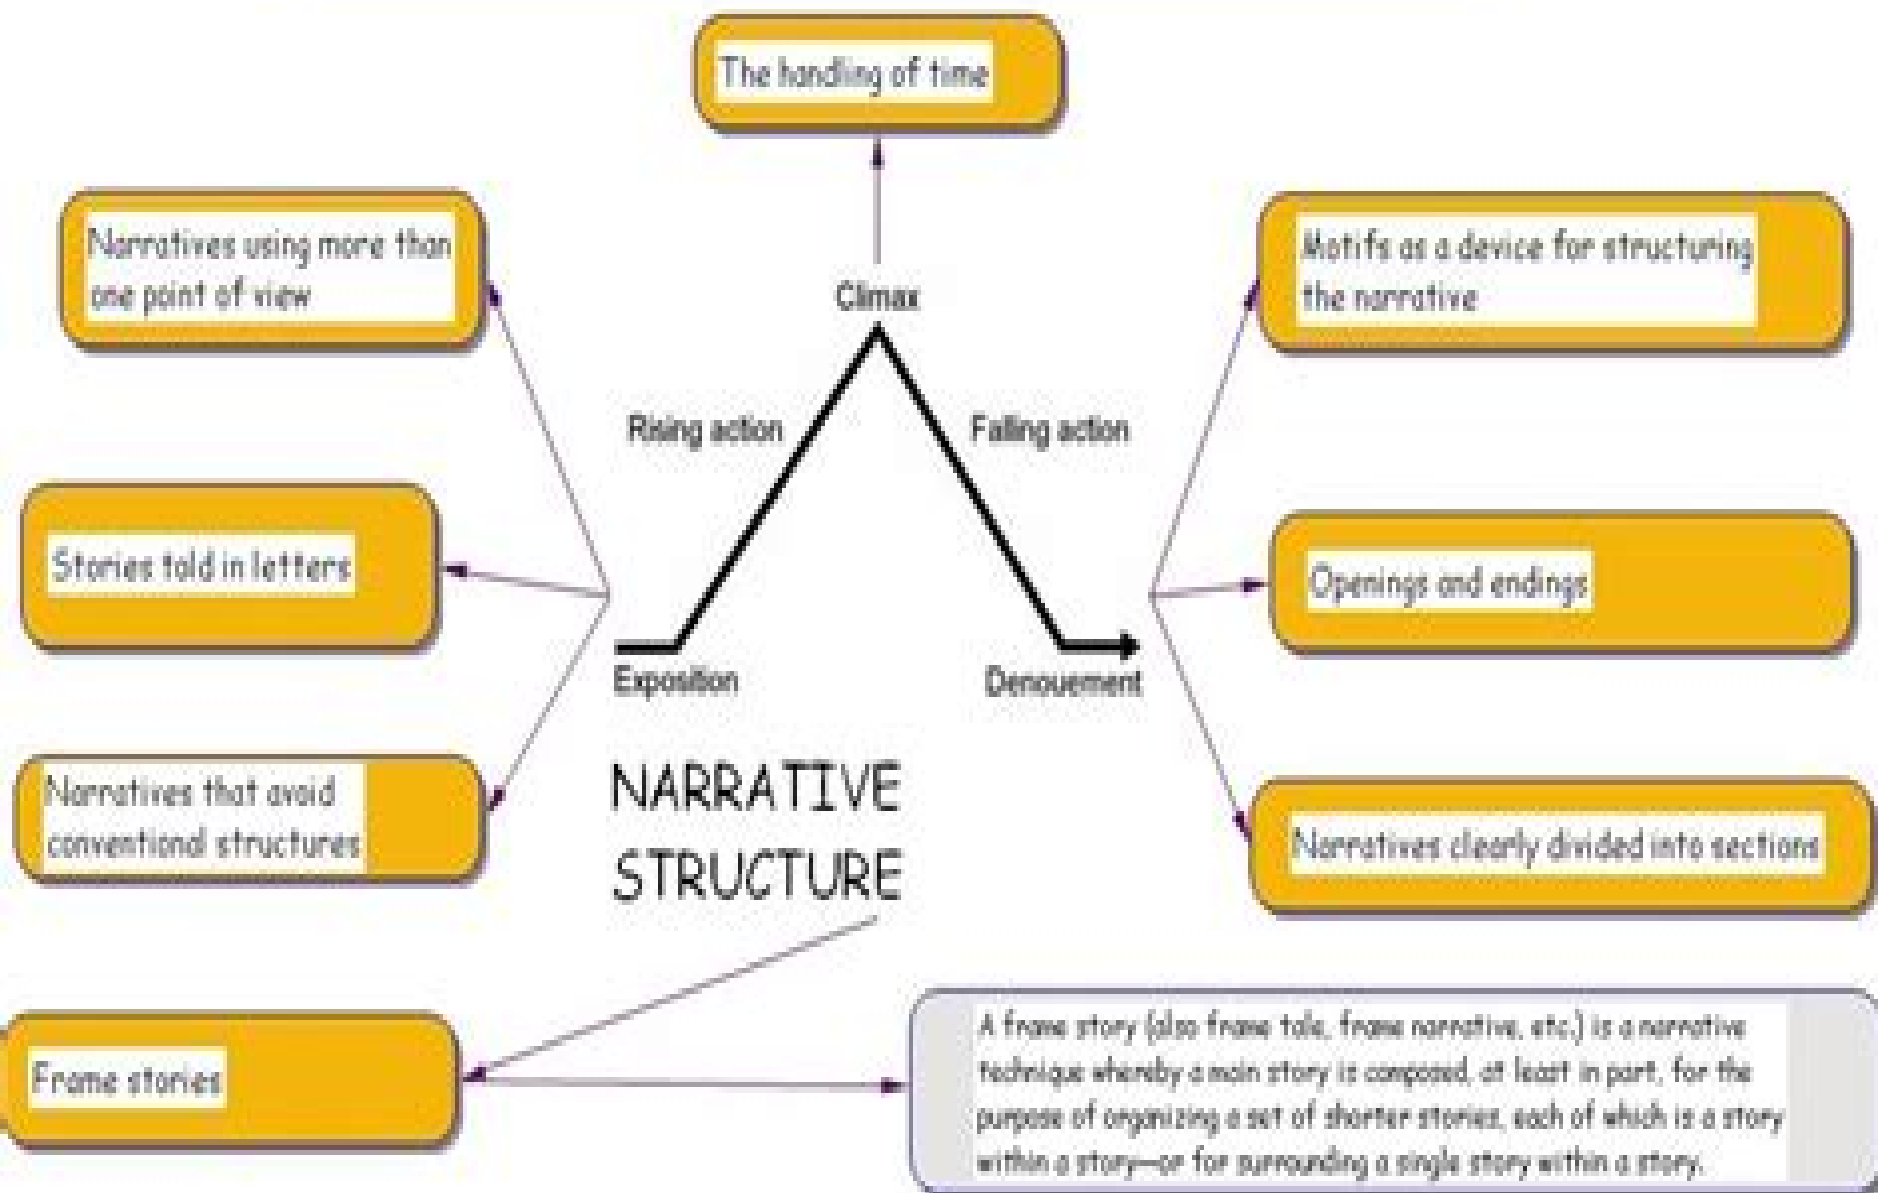 The handling of time
Narratives using more than
one point of view
Motifs as a device for structuring
the narrative
Climax
Rising action
Falling action
Stories told in letters
Openings and endings
Exposition
Denouement
Narratives that avoid
conventional structures
NARRATIVE
STRUCTURE
Narratives clearly divided into sections
Frame stories
A frame story (also frame tale, frame narrative, etc.) is a narrative
technique whereby a main story is composed, at least in part, for the
purpose of organizing a set of shorter stories, each of which is a story
within a story—or for surrounding a single story within a story.